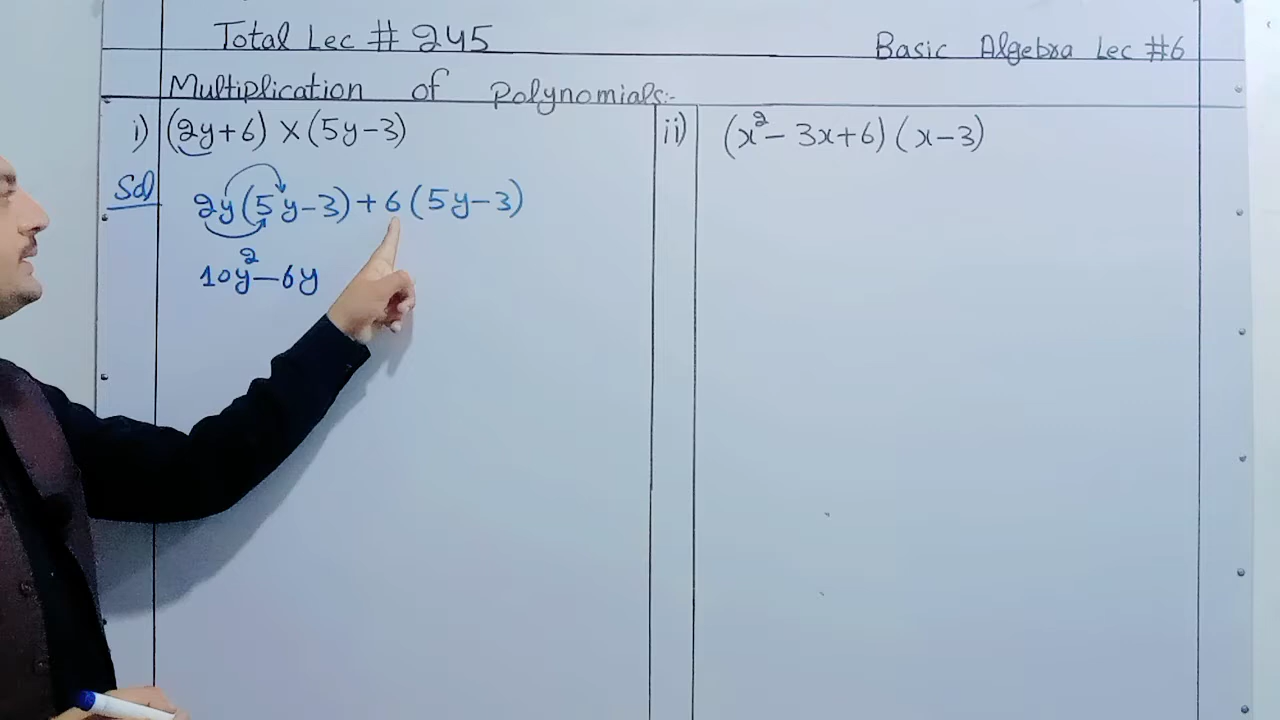 Total Lec # 245
Basic Algebra Lec #6
Multiplication of Polynomials:-
i) (2y+6) × (5y-3)
ii) (x² - 3x+6) (x-3)
Sol
2y(5y-3)+6(5y-3)
10y²-6y